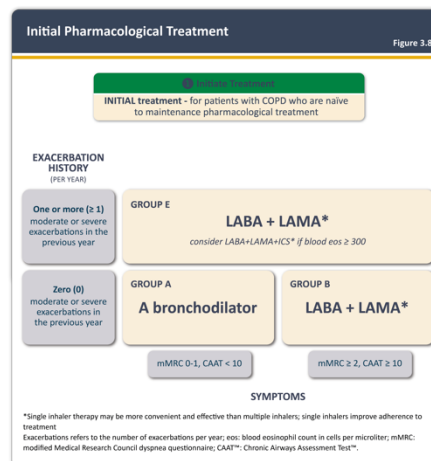 Initial Pharmacological Treatment
Figure 3.8
Initiate Treatment
INITIAL treatment - for patients with COPD who are naïve
to maintenance pharmacological treatment
EXACERBATION
HISTORY
(PER YEAR)
One or more (≥ 1)
moderate or severe
exacerbations in the
previous year
GROUP E
LABA + LAMA*
consider LABA+LAMA+ICS* if blood eos ≥ 300
Zero (0)
moderate or severe
exacerbations in
the previous year
GROUP A
A bronchodilator
GROUP B
LABA + LAMA*
mMRC 0-1, CAAT < 10
mMRC ≥ 2, CAAT ≥ 10
SYMPTOMS
*Single inhaler therapy may be more convenient and effective than multiple inhalers; single inhalers improve adherence to
treatment
Exacerbations refers to the number of exacerbations per year; eos: blood eosinophil count in cells per microliter; mMRC:
modified Medical Research Council dyspnea questionnaire; CAAT™: Chronic Airways Assessment Test™.